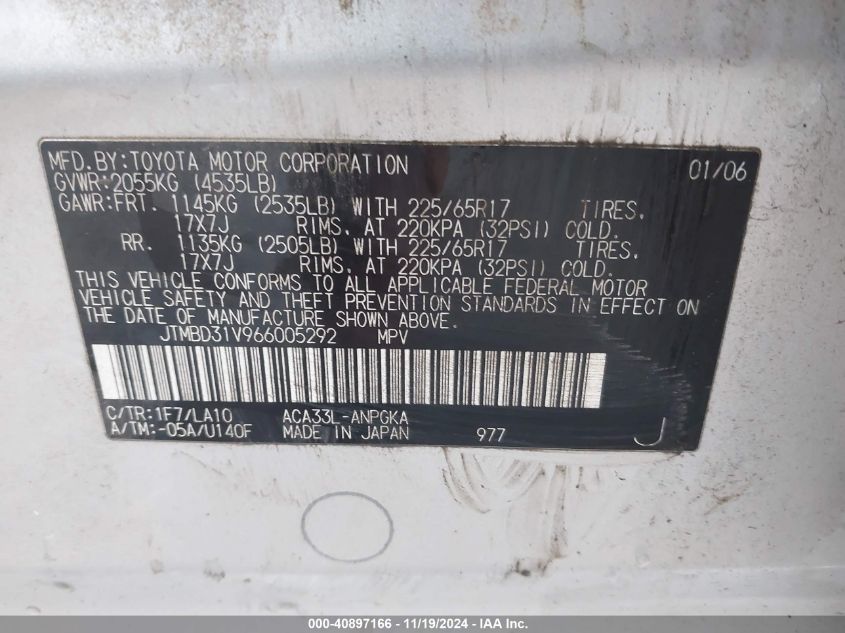 MFD.BY:TOYOTA MOTOR CORPORATION 01/06
GVWR:2055KG (4535LB)
GAWR:FRT. 1145KG (2535LB) WITH 225/65R17 TIRES.
17X7J RIMS. AT 220KPA (32PSI) COLD.
RR. 1135KG (2505LB) WITH 225/65R17 TIRES.
17X7J RIMS. AT 220KPA (32PSI) COLD.
THIS VEHICLE CONFORMS TO ALL APPLICABLE FEDERAL MOTOR
VEHICLE SAFETY AND THEFT PREVENTION STANDARDS IN EFFECT ON
THE DATE OF MANUFACTURE SHOWN ABOVE.
JTMBD31V966005292 MPV
C/TR:1F7/LA10 ACA33L-ANPGKA
A/TM:-05A/U140F MADE IN JAPAN 977 J
000-40897166 - 11/19/2024 - IAA Inc.